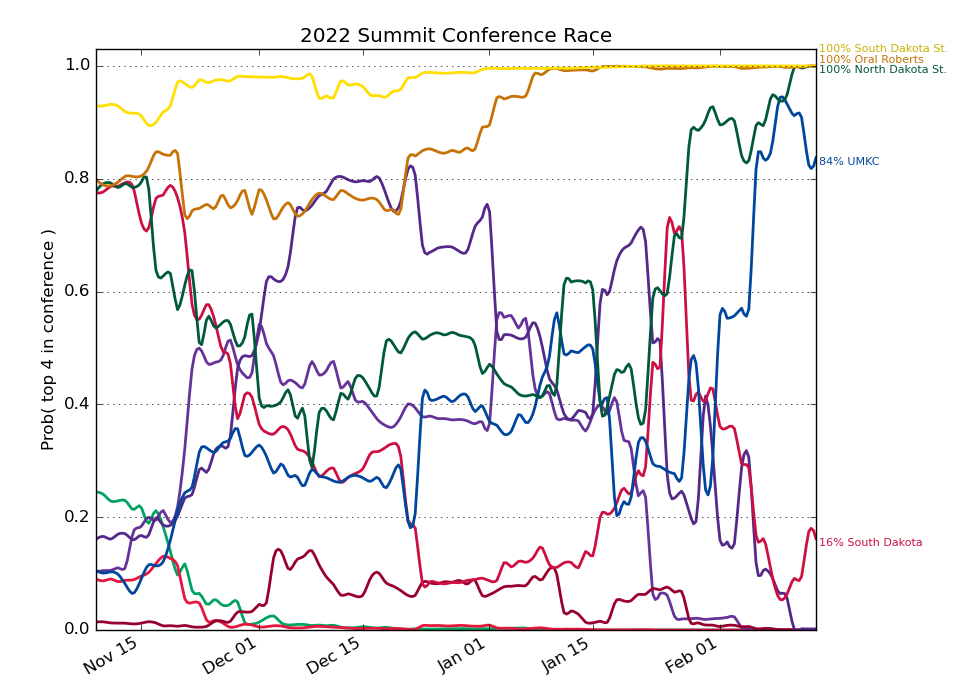 2022 Summit Conference Race
Prob( top 4 in conference )
1.0
0.8
0.6
0.4
0.2
0.0
Nov 15
Dec 01
Dec 15
Jan 01
Jan 15
Feb 01
100% South Dakota St.
100% Oral Roberts
100% North Dakota St.
84% UMKC
16% South Dakota